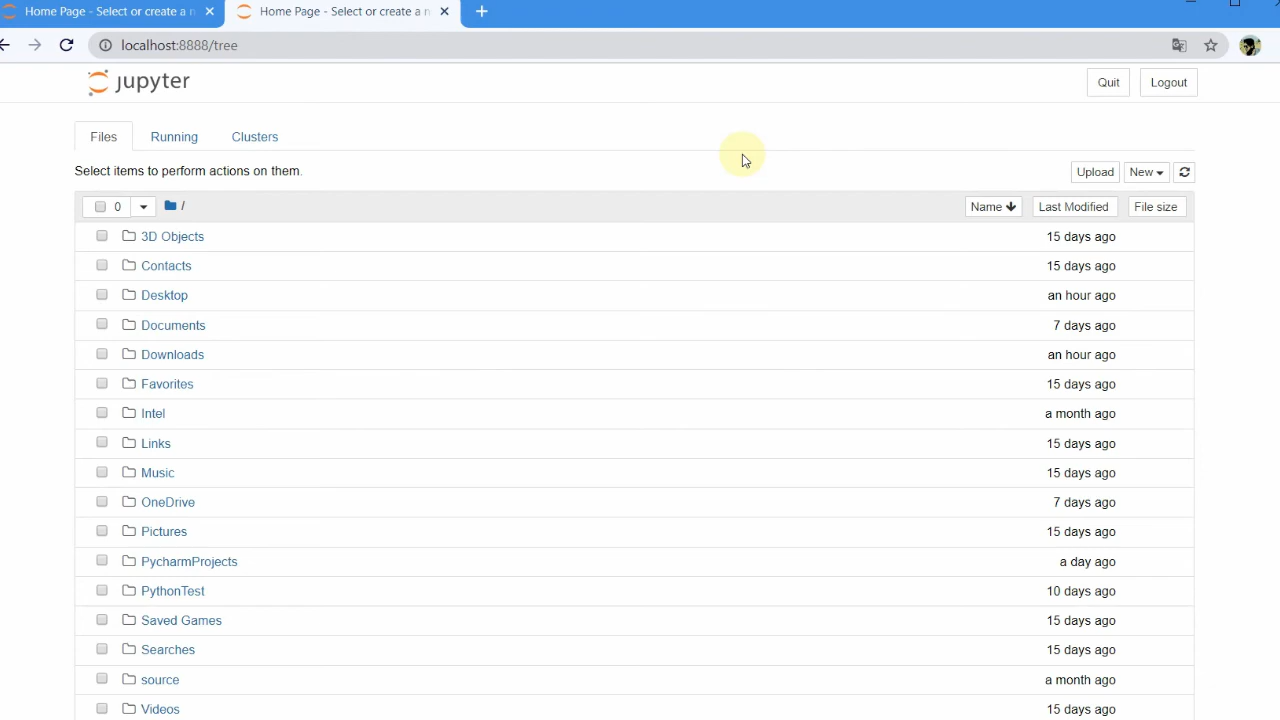 Home Page - Select or create a n
Home Page - Select or create a n
localhost:8888/tree
jupyter
Quit
Logout
Files
Running
Clusters
Select items to perform actions on them.
Upload
New
0
/
Name
Last Modified
File size
3D Objects
15 days ago
Contacts
15 days ago
Desktop
an hour ago
Documents
7 days ago
Downloads
an hour ago
Favorites
15 days ago
Intel
a month ago
Links
15 days ago
Music
15 days ago
OneDrive
7 days ago
Pictures
15 days ago
PycharmProjects
a day ago
PythonTest
10 days ago
Saved Games
15 days ago
Searches
15 days ago
source
a month ago
Videos
15 days ago